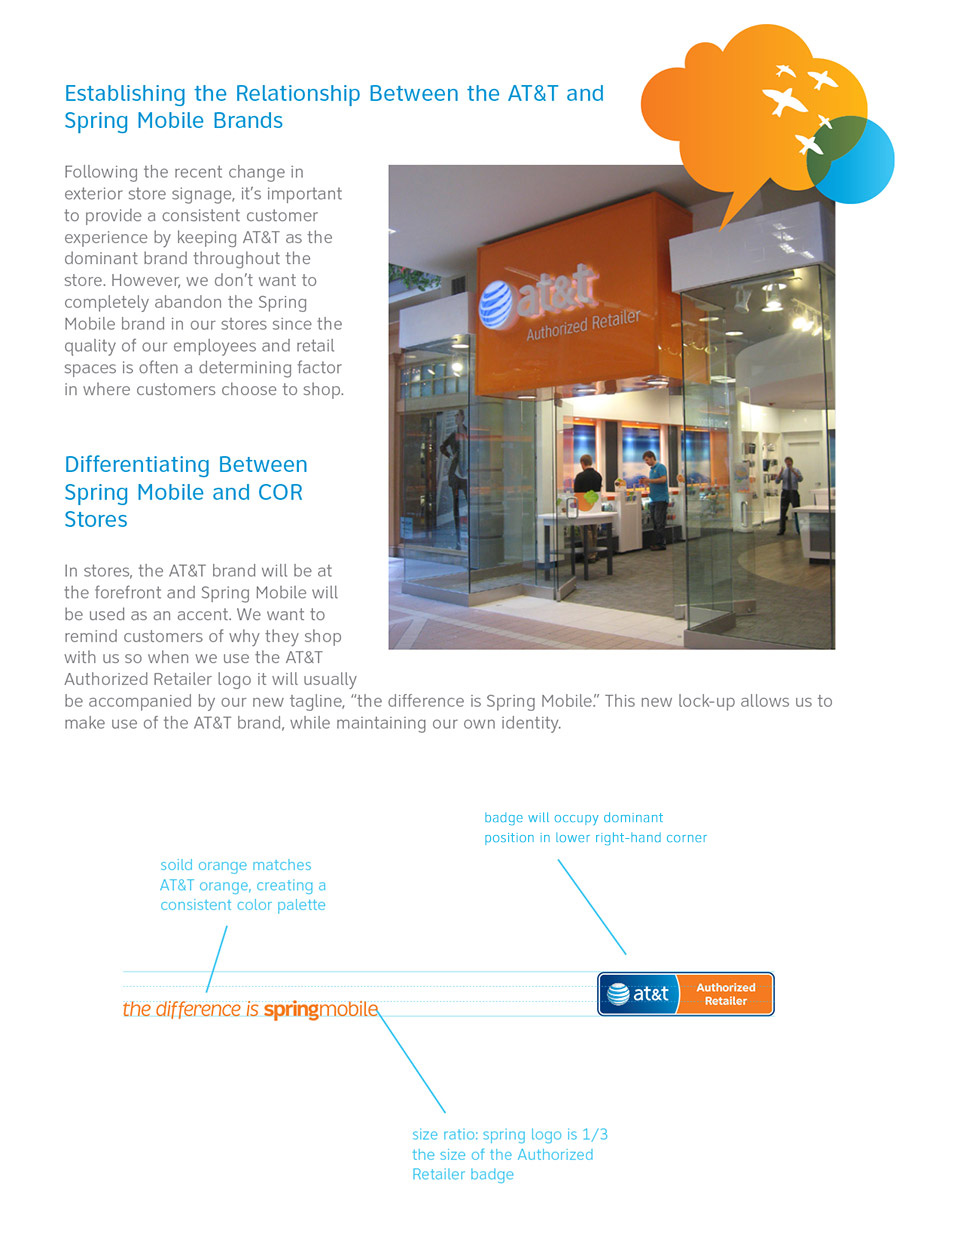 Establishing the Relationship Between the AT&T and
Spring Mobile Brands
Following the recent change in
exterior store signage, it's important
to provide a consistent customer
experience by keeping AT&T as the
dominant brand throughout the
store. However, we don't want to
completely abandon the Spring
Mobile brand in our stores since the
quality of our employees and retail
spaces is often a determining factor
in where customers choose to shop.
at&t
Authorized Retailer
Differentiating Between
Spring Mobile and COR
Stores
In stores, the AT&T brand will be at
the forefront and Spring Mobile will
be used as an accent. We want to
remind customers of why they shop
with us so when we use the AT&T
Authorized Retailer logo it will usually
be accompanied by our new tagline, “the difference is Spring Mobile.” This new lock-up allows us to
make use of the AT&T brand, while maintaining our own identity.
badge will occupy dominant
position in lower right-hand corner
soild orange matches
AT&T orange, creating a
consistent color palette
the difference is springmobile
at&t
Authorized
Retailer
size ratio: spring logo is 1/3
the size of the Authorized
Retailer badge